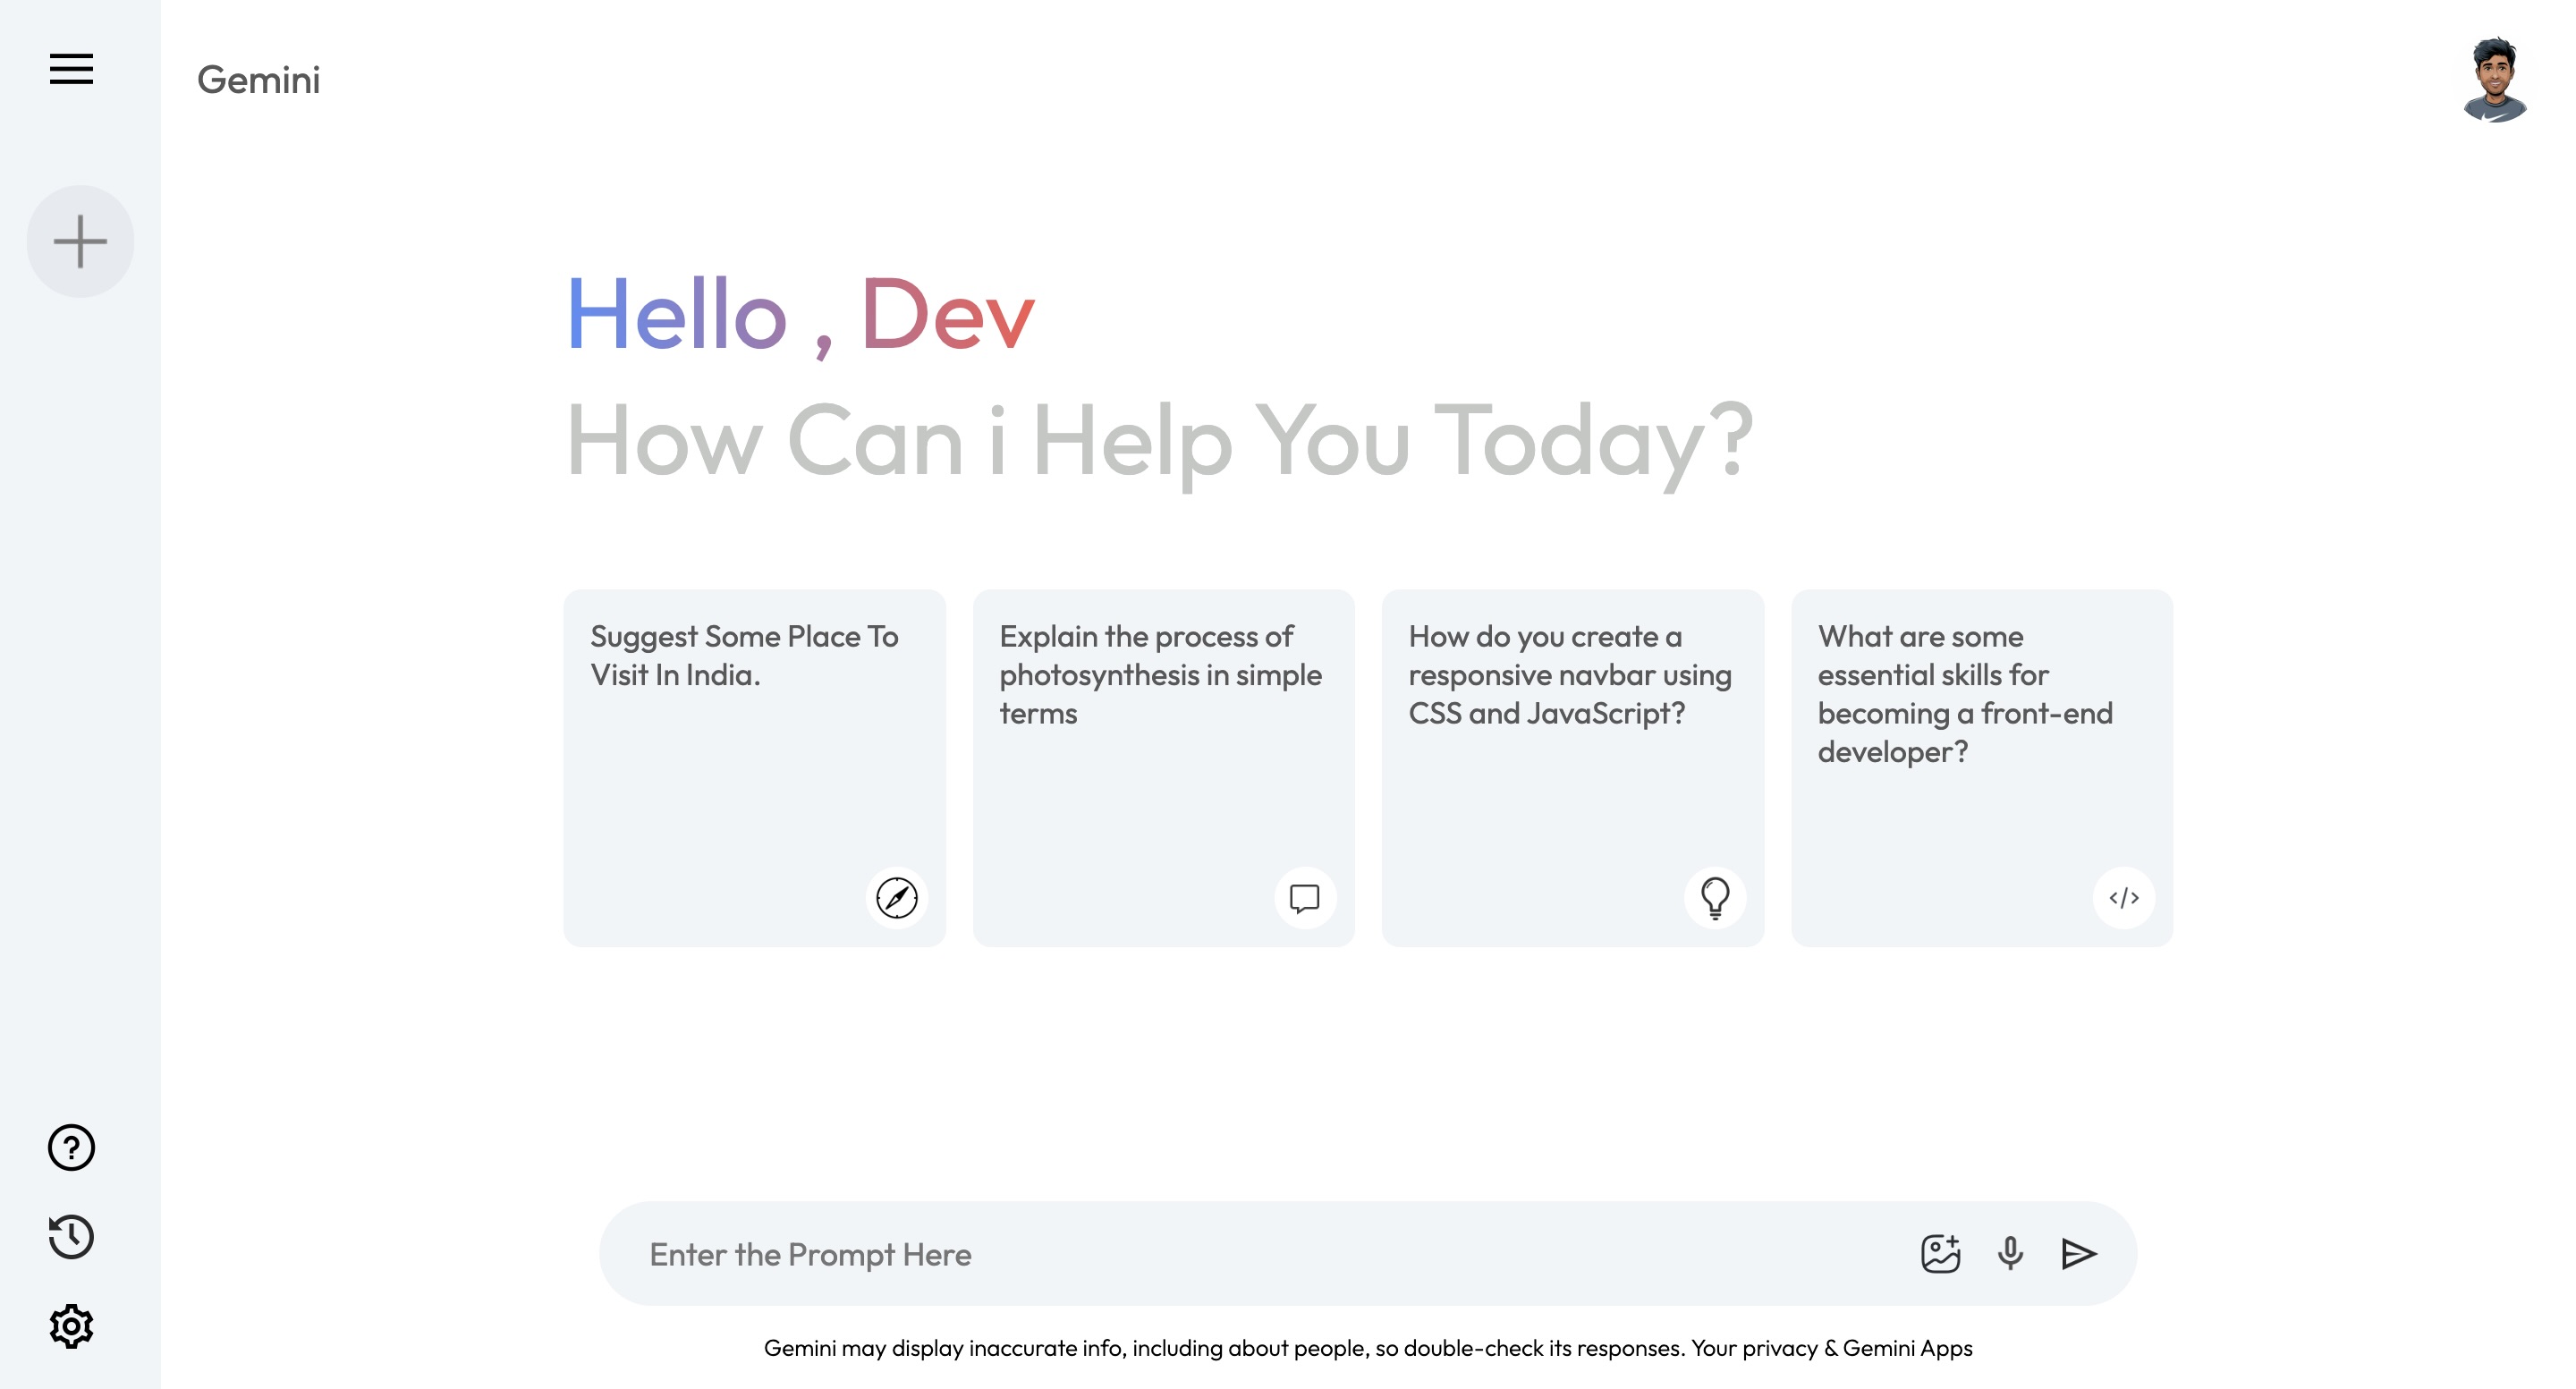 Gemini
Hello , Dev
How Can i Help You Today?
Suggest Some Place To
Visit In India.
Explain the process of
photosynthesis in simple
terms
How do you create a
responsive navbar using
CSS and JavaScript?
What are some
essential skills for
becoming a front-end
developer?
Enter the Prompt Here
Gemini may display inaccurate info, including about people, so double-check its responses. Your privacy & Gemini Apps